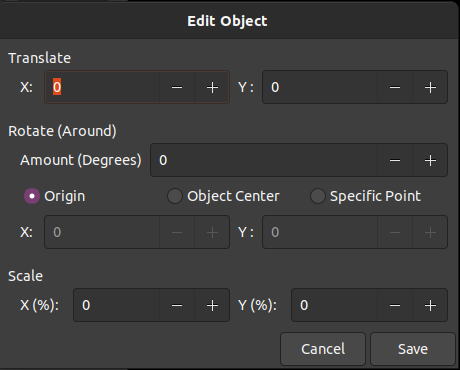 Edit Object
Translate
X: 0 − + Y : 0 − +
Rotate (Around)
Amount (Degrees) 0 − +
Origin Object Center Specific Point
X: 0 − + Y : 0 − +
Scale
X (%): 0 − + Y (%): 0 − +
Cancel Save